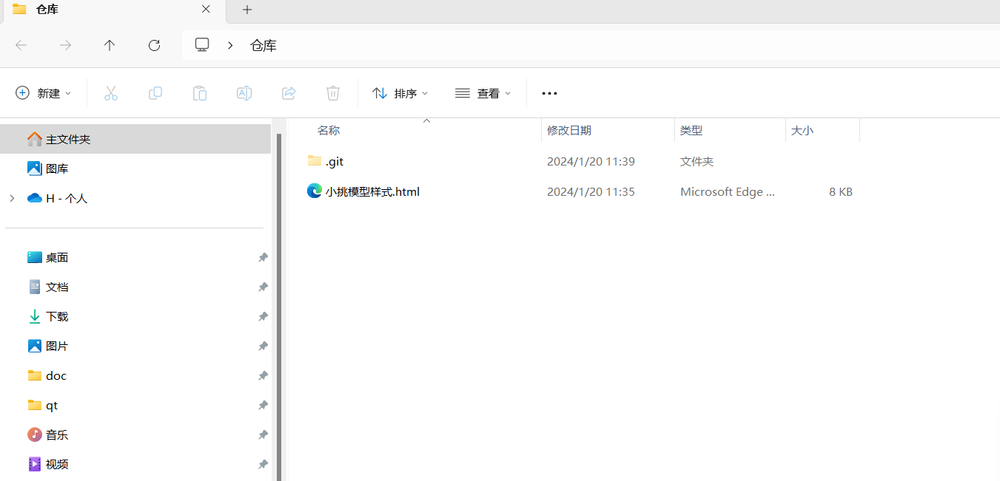 仓库
仓库
新建 排序 查看
主文件夹
图库
H - 个人
桌面
文档
下载
图片
doc
qt
音乐
视频
名称 修改日期 类型 大小
.git 2024/1/20 11:39 文件夹
小挑模型样式.html 2024/1/20 11:35 Microsoft Edge ... 8 KB